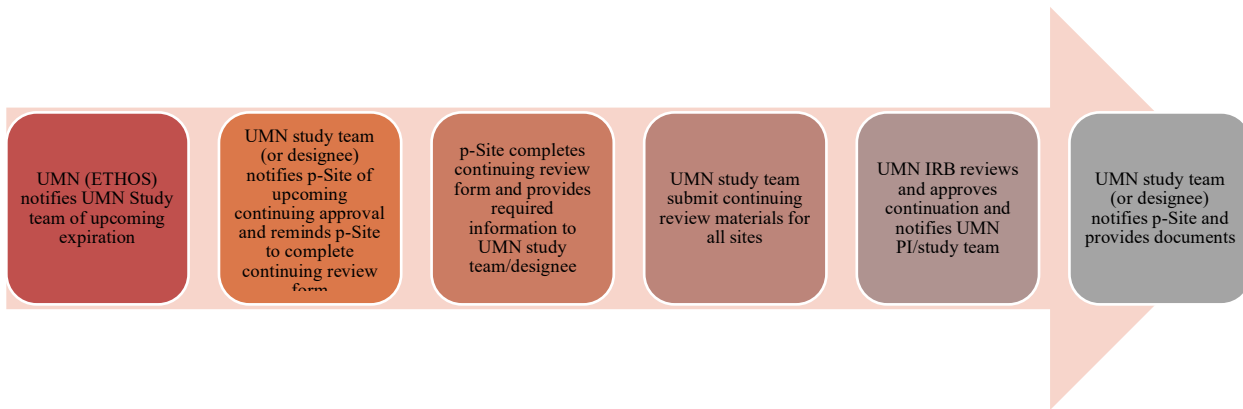 UMN (ETHOS)
notifies UMN Study
team of upcoming
expiration
UMN study team
(or designee)
notifies p-Site of
upcoming
continuing approval
and reminds p-Site
to complete
continuing review
form
p-Site completes
continuing review
form and provides
required
information to
UMN study
team/designee
UMN study team
submit continuing
review materials for
all sites
UMN IRB reviews
and approves
continuation and
notifies UMN
PI/study team
UMN study team
(or designee)
notifies p-Site and
provides documents